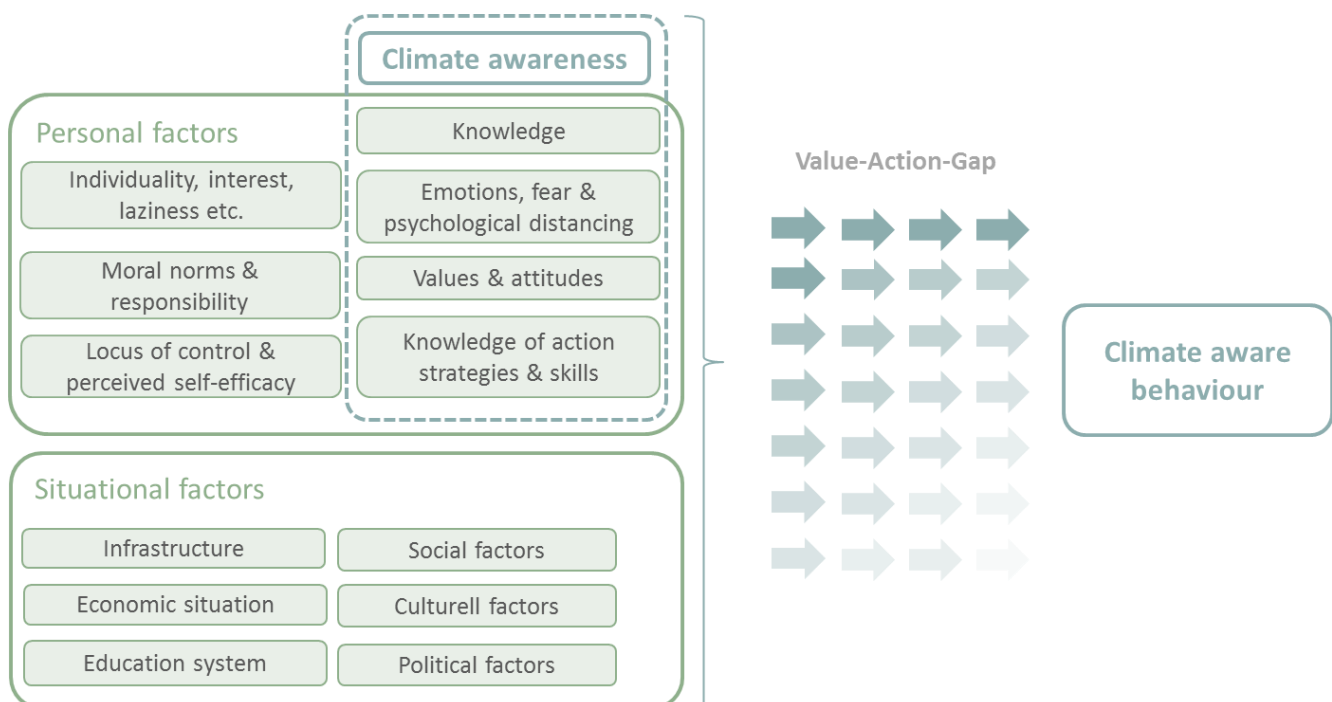 Climate awareness
Personal factors
Individuality, interest,
laziness etc.
Moral norms &
responsibility
Locus of control &
perceived self-efficacy
Knowledge
Emotions, fear &
psychological distancing
Values & attitudes
Knowledge of action
strategies & skills
Situational factors
Infrastructure
Social factors
Economic situation
Culturell factors
Education system
Political factors
Value-Action-Gap
Climate aware
behaviour